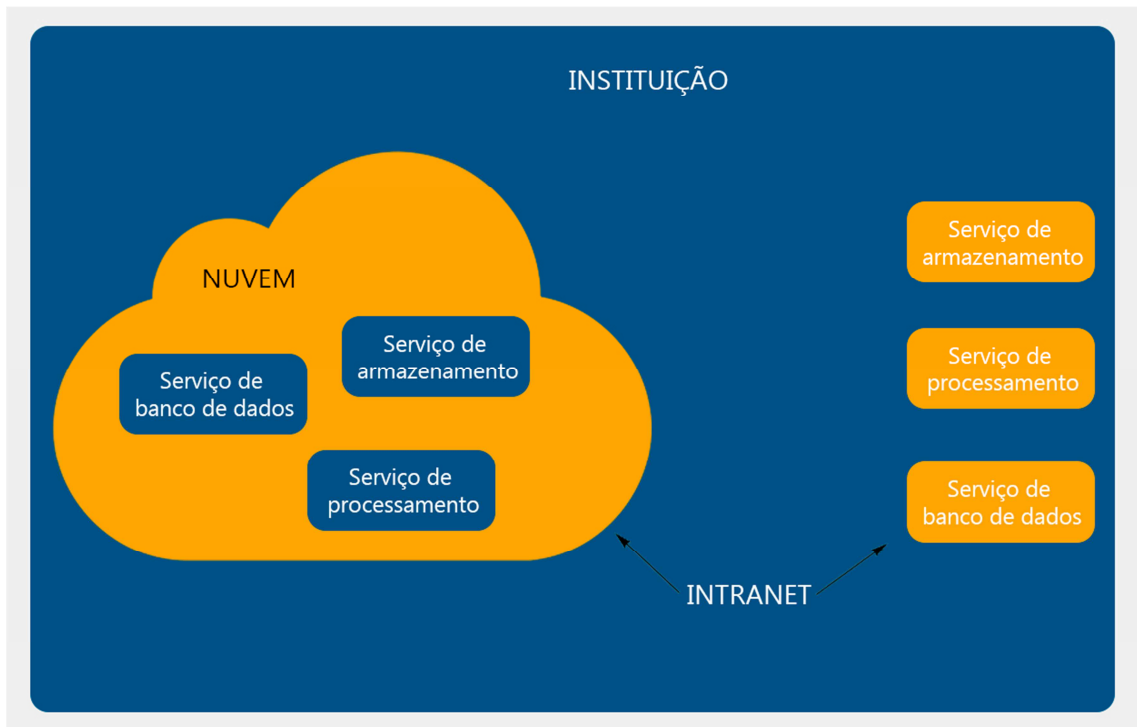 INSTITUIÇÃO
NUVEM
Serviço de
banco de dados
Serviço de
armazenamento
Serviço de
processamento
Serviço de
armazenamento
Serviço de
processamento
Serviço de
banco de dados
INTRANET